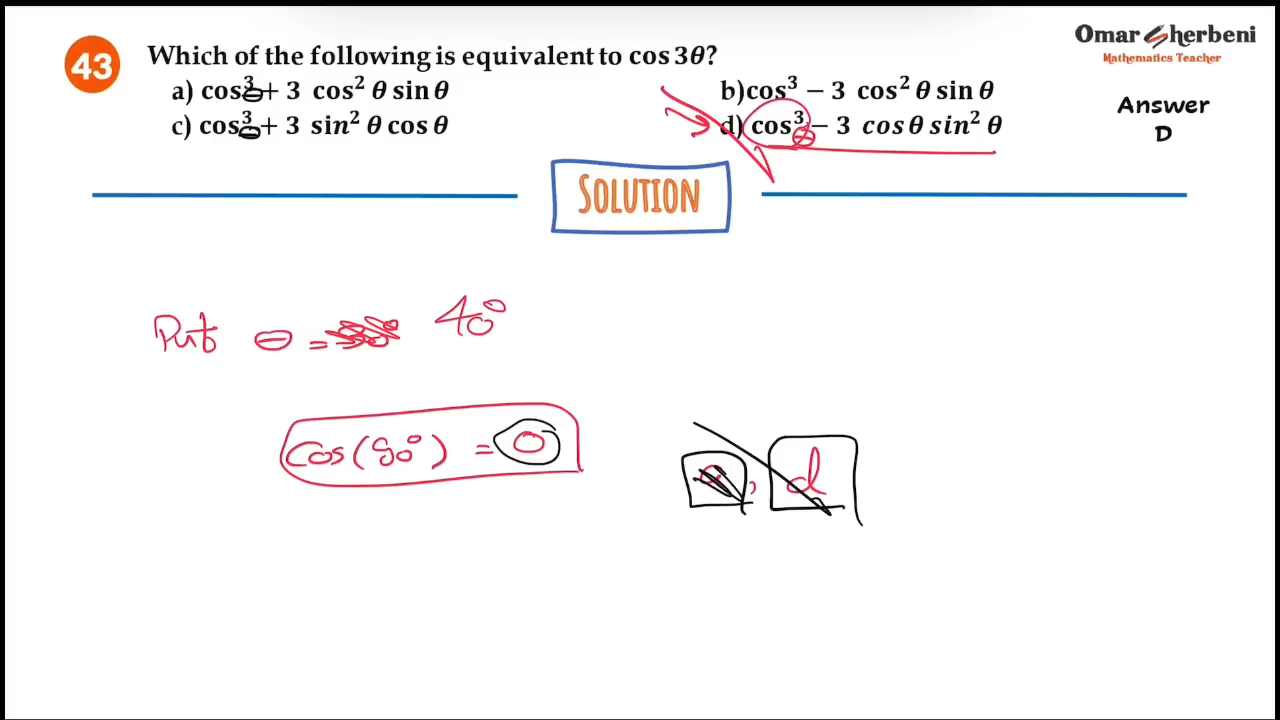 43
Which of the following is equivalent to cos 3θ?
a) cos³θ + 3 cos² θ sin θ
b)cos³ − 3 cos² θ sin θ
c) cos³θ + 3 sin² θ cos θ
d) cos³θ − 3 cos θ sin² θ
Omar Sherbeni
Mathematics Teacher
Answer
D
SOLUTION
Put θ = 40°
cos(90°) = 0
d